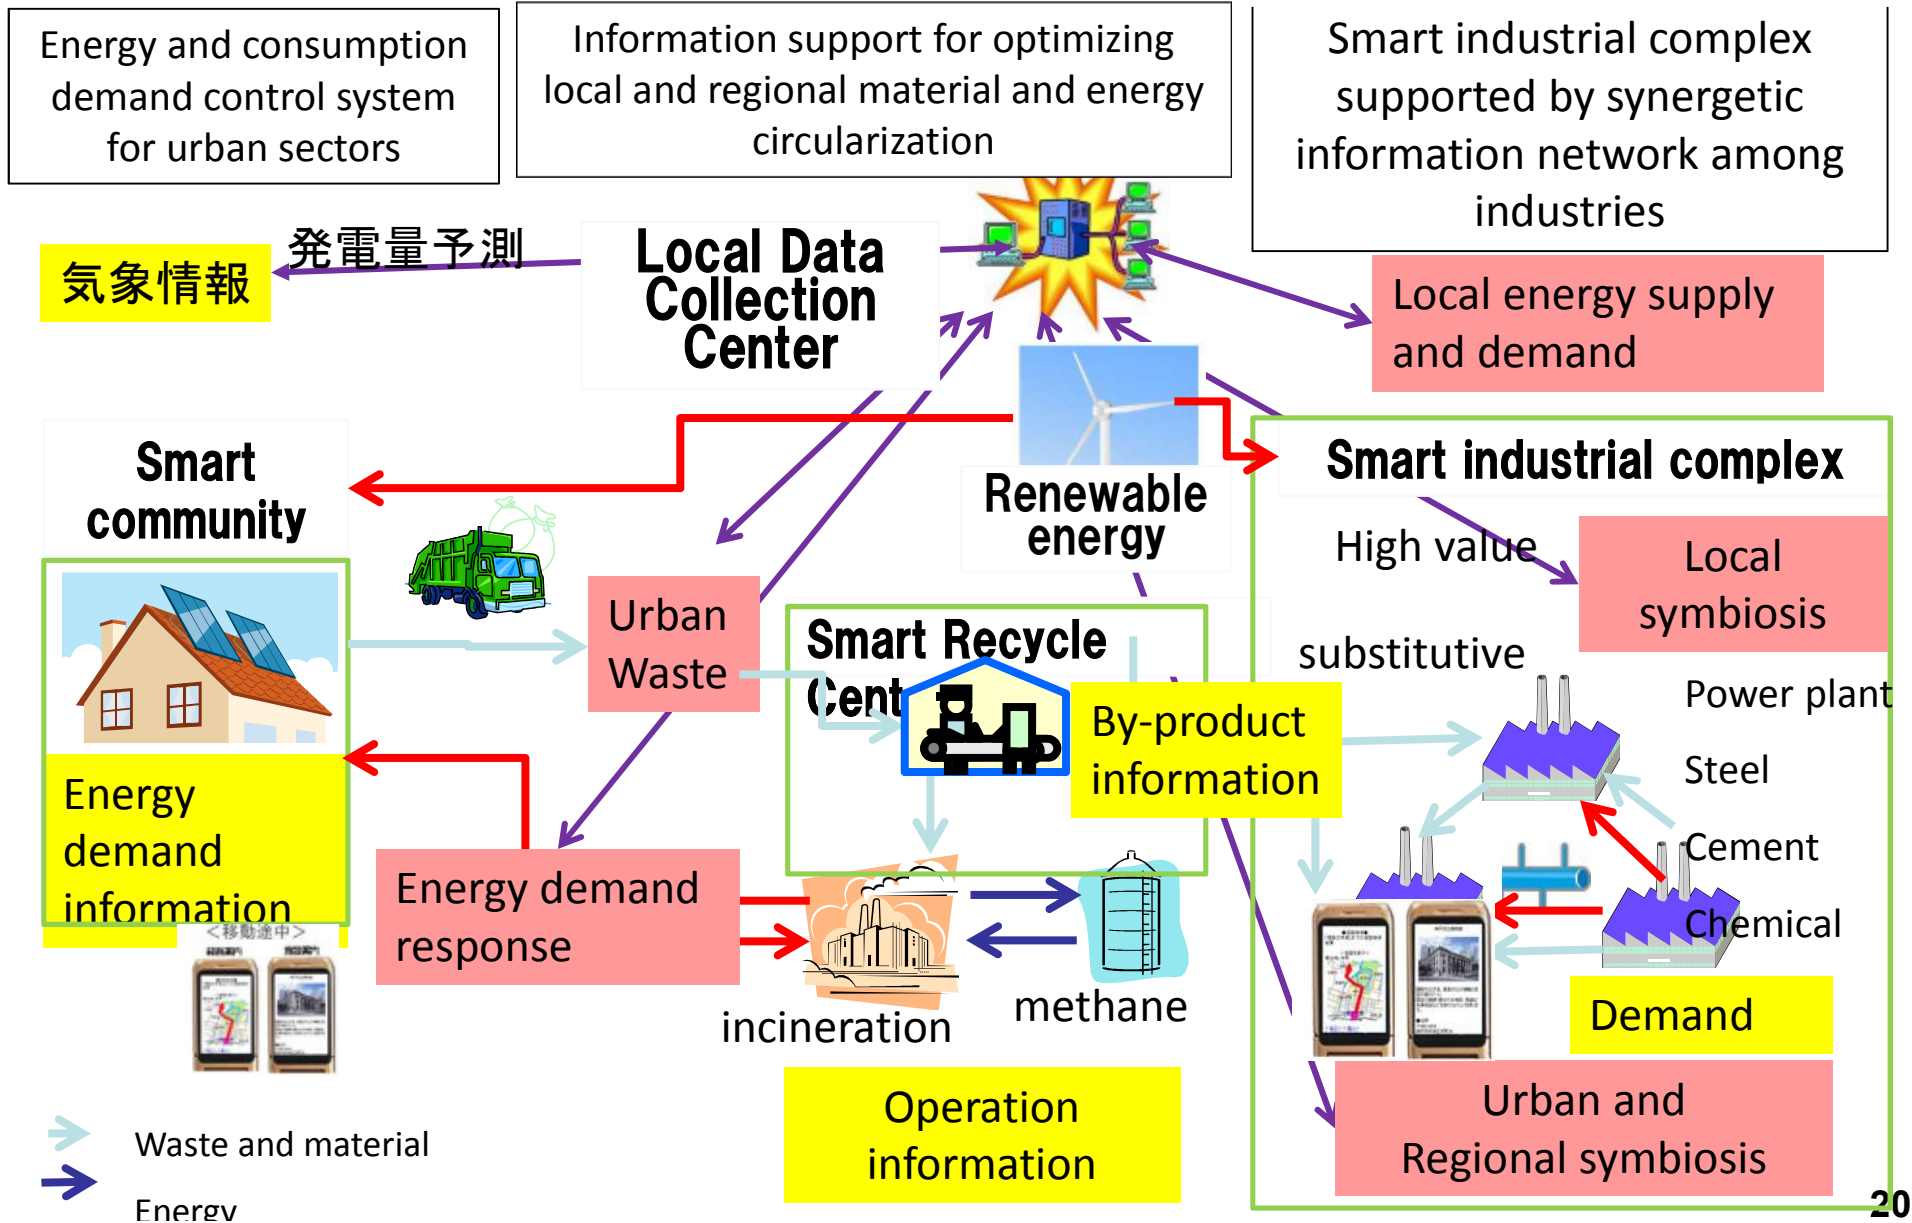 Energy and consumption
demand control system
for urban sectors
Information support for optimizing
local and regional material and energy
circularization
Smart industrial complex
supported by synergetic
information network among
industries
気象情報
発電量予測
Local Data
Collection
Center
Local energy supply
and demand
Smart
community
Renewable
energy
Smart industrial complex
High value
Local
symbiosis
substitutive
Urban
Waste
Smart Recycle
Cent
By-product
information
Power plant
Steel
Cement
Chemical
Energy
demand
information
<移動途中>
Energy demand
response
incineration
methane
Demand
Operation
information
Urban and
Regional symbiosis
Waste and material
Energy
20